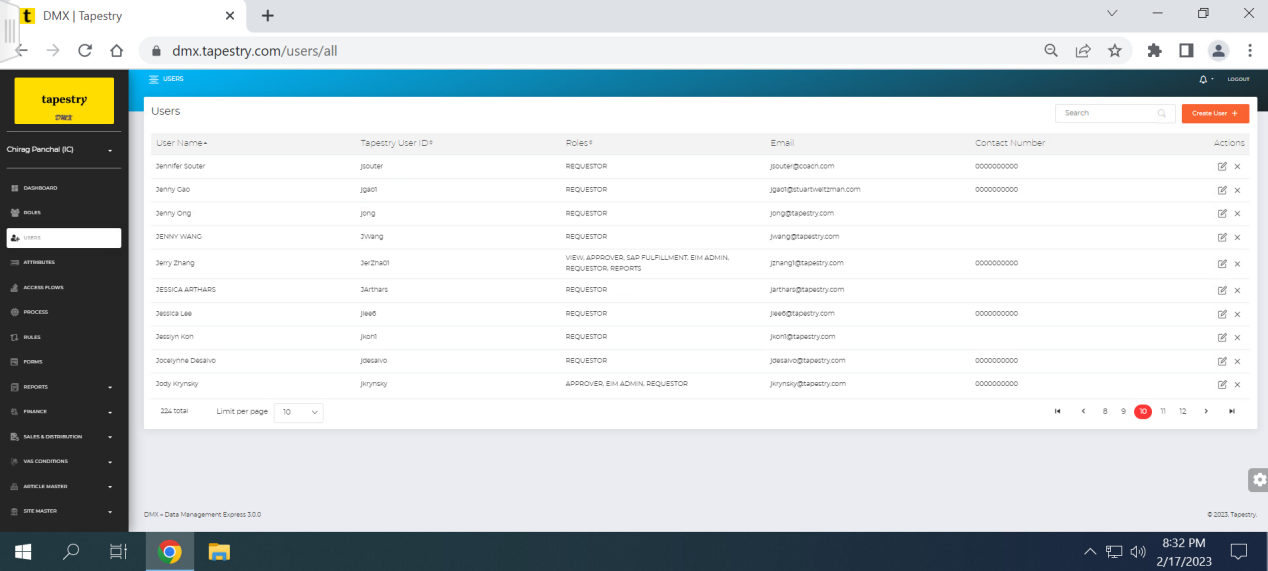 DMX | Tapestry
dmx.tapestry.com/users/all
tapestry
DMX
USERS
LOGOUT
Chirag Panchal (IC)
DASHBOARD
ROLES
USERS
ATTRIBUTES
ACCESS FLOWS
PROCESS
RULES
FORMS
REPORTS
FINANCE
SALES & DISTRIBUTION
VAS CONDITIONS
ARTICLE MASTER
SITE MASTER
Users
Search
Create User +
User Name Tapestry User ID Roles Email Contact Number Actions
Jennifer Souter jsouter REQUESTOR jsouter@coach.com 0000000000
Jenny Gao jgao1 REQUESTOR jgao1@stuartweitzman.com 0000000000
Jenny Ong jong REQUESTOR jong@tapestry.com
JENNY WANG JWang REQUESTOR jwang@tapestry.com
Jerry Zhang JerZha01 VIEW, APPROVER, SAP FULFILLMENT, EIM ADMIN, jzhang1@tapestry.com 0000000000
REQUESTOR, REPORTS
JESSICA ARTHARS JArthars REQUESTOR jarthars@tapestry.com
Jessica Lee jlee6 REQUESTOR jlee6@tapestry.com 0000000000
Jesslyn Koh jkoh1 REQUESTOR jkoh1@tapestry.com
Jocelynne Desalvo jdesalvo REQUESTOR jdesalvo@tapestry.com 0000000000
Jody Krynsky jkrynsky APPROVER, EIM ADMIN, REQUESTOR jkrynsky@tapestry.com 0000000000
224 total Limit per page 10 8 9 10 11 12
DMX - Data Management Express 3.0.0 © 2023, Tapestry,
8:32 PM
2/17/2023